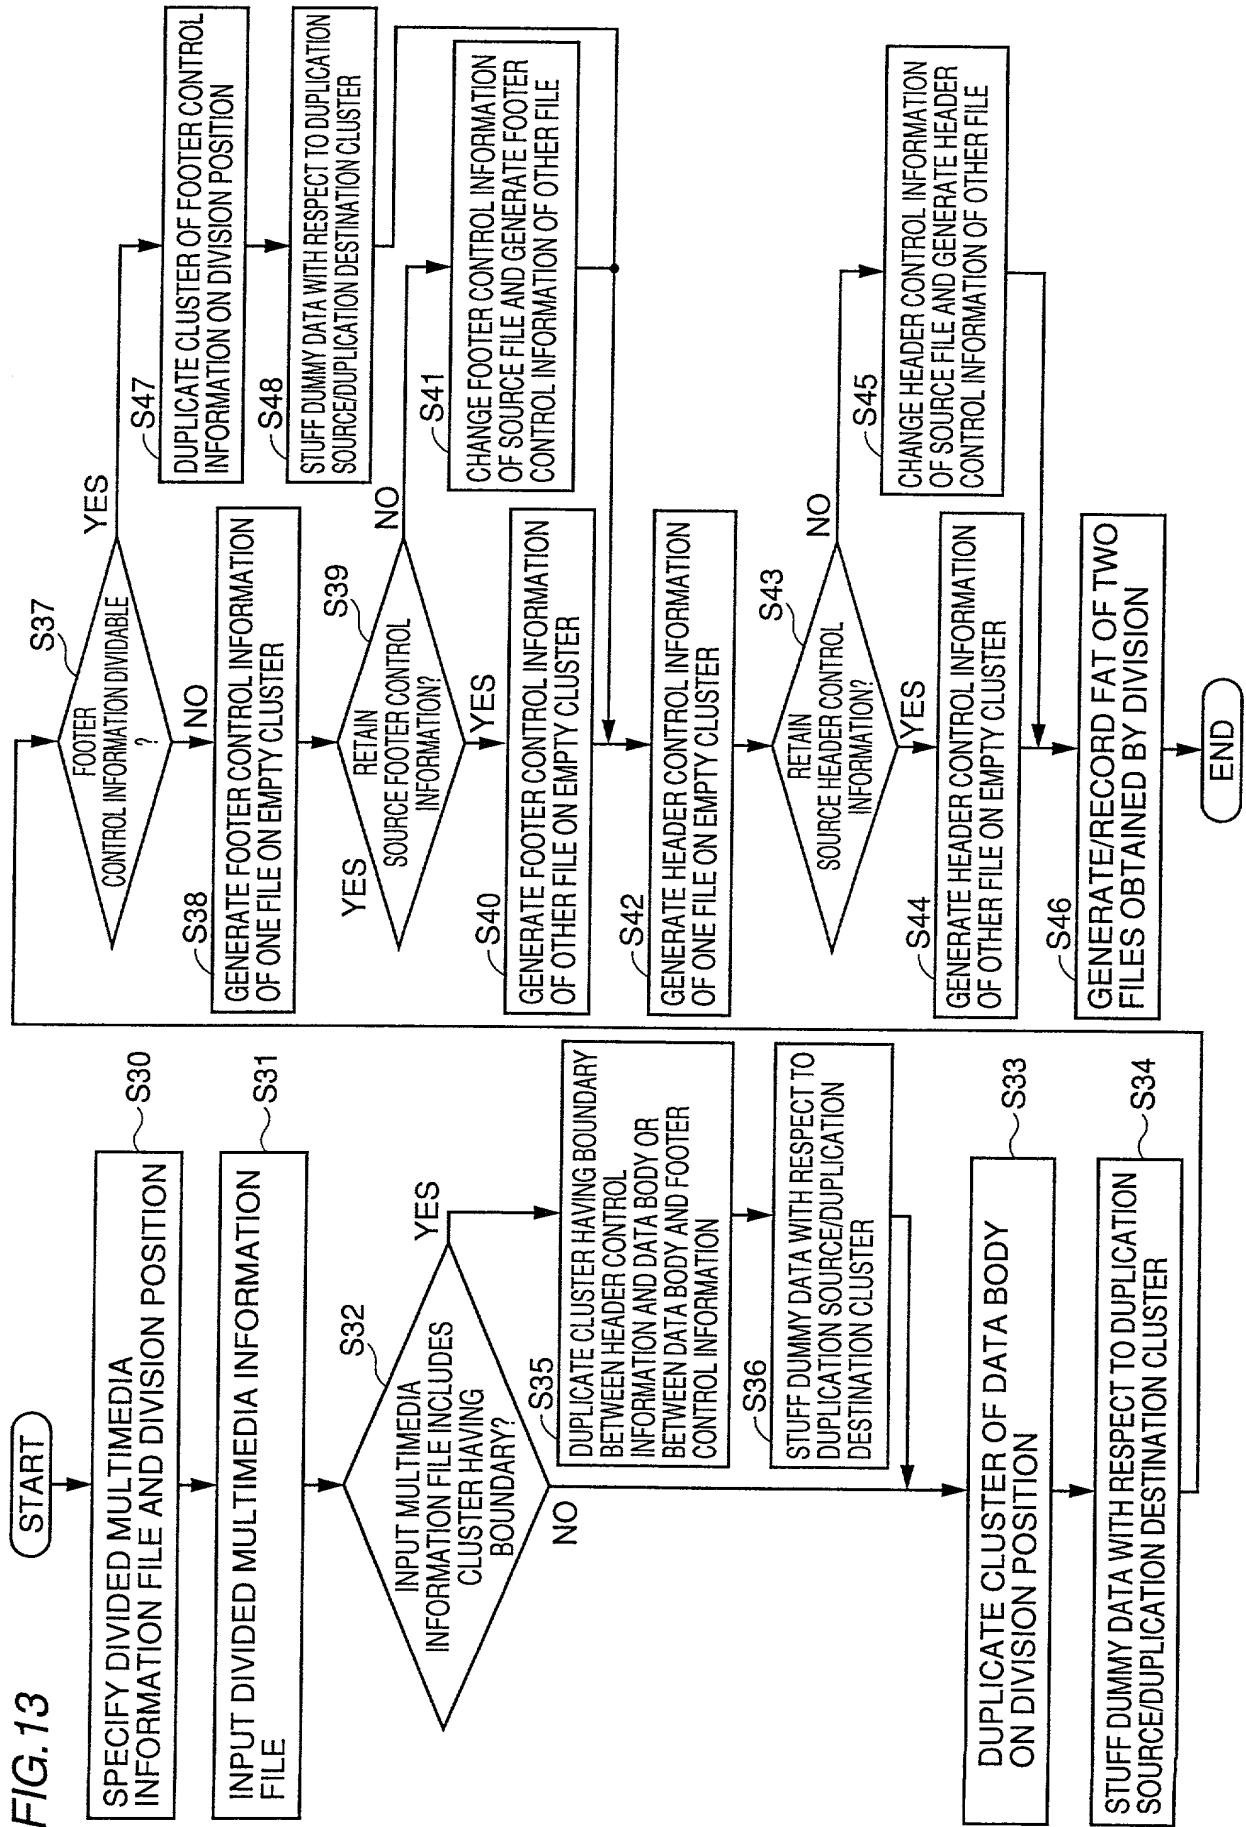 FIG.13
START
SPECIFY DIVIDED MULTIMEDIA
INFORMATION FILE AND DIVISION POSITION
S30
INPUT DIVIDED MULTIMEDIA INFORMATION
FILE
S31
INPUT MULTIMEDIA
INFORMATION FILE INCLUDES
CLUSTER HAVING
BOUNDARY?
S32
YES
NO
S35
DUPLICATE CLUSTER HAVING BOUNDARY
BETWEEN HEADER CONTROL
INFORMATION AND DATA BODY OR
BETWEEN DATA BODY AND FOOTER
CONTROL INFORMATION
S36
STUFF DUMMY DATA WITH RESPECT TO
DUPLICATION SOURCE/DUPLICATION
DESTINATION CLUSTER
DUPLICATE CLUSTER OF DATA BODY
ON DIVISION POSITION
S33
STUFF DUMMY DATA WITH RESPECT TO DUPLICATION
SOURCE/DUPLICATION DESTINATION CLUSTER
S34
FOOTER
CONTROL INFORMATION DIVIDABLE
?
S37
YES
NO
S47
DUPLICATE CLUSTER OF FOOTER CONTROL
INFORMATION ON DIVISION POSITION
S48
STUFF DUMMY DATA WITH RESPECT TO DUPLICATION
SOURCE/DUPLICATION DESTINATION CLUSTER
S38
GENERATE FOOTER CONTROL INFORMATION
OF ONE FILE ON EMPTY CLUSTER
YES
RETAIN
SOURCE FOOTER CONTROL
INFORMATION?
S39
NO
YES
S41
CHANGE FOOTER CONTROL INFORMATION
OF SOURCE FILE AND GENERATE FOOTER
CONTROL INFORMATION OF OTHER FILE
S40
GENERATE FOOTER CONTROL INFORMATION
OF OTHER FILE ON EMPTY CLUSTER
S42
GENERATE HEADER CONTROL INFORMATION
OF ONE FILE ON EMPTY CLUSTER
RETAIN
SOURCE HEADER CONTROL
INFORMATION?
S43
NO
YES
S45
CHANGE HEADER CONTROL INFORMATION
OF SOURCE FILE AND GENERATE HEADER
CONTROL INFORMATION OF OTHER FILE
S44
GENERATE HEADER CONTROL INFORMATION
OF OTHER FILE ON EMPTY CLUSTER
S46
GENERATE/RECORD FAT OF TWO
FILES OBTAINED BY DIVISION
END